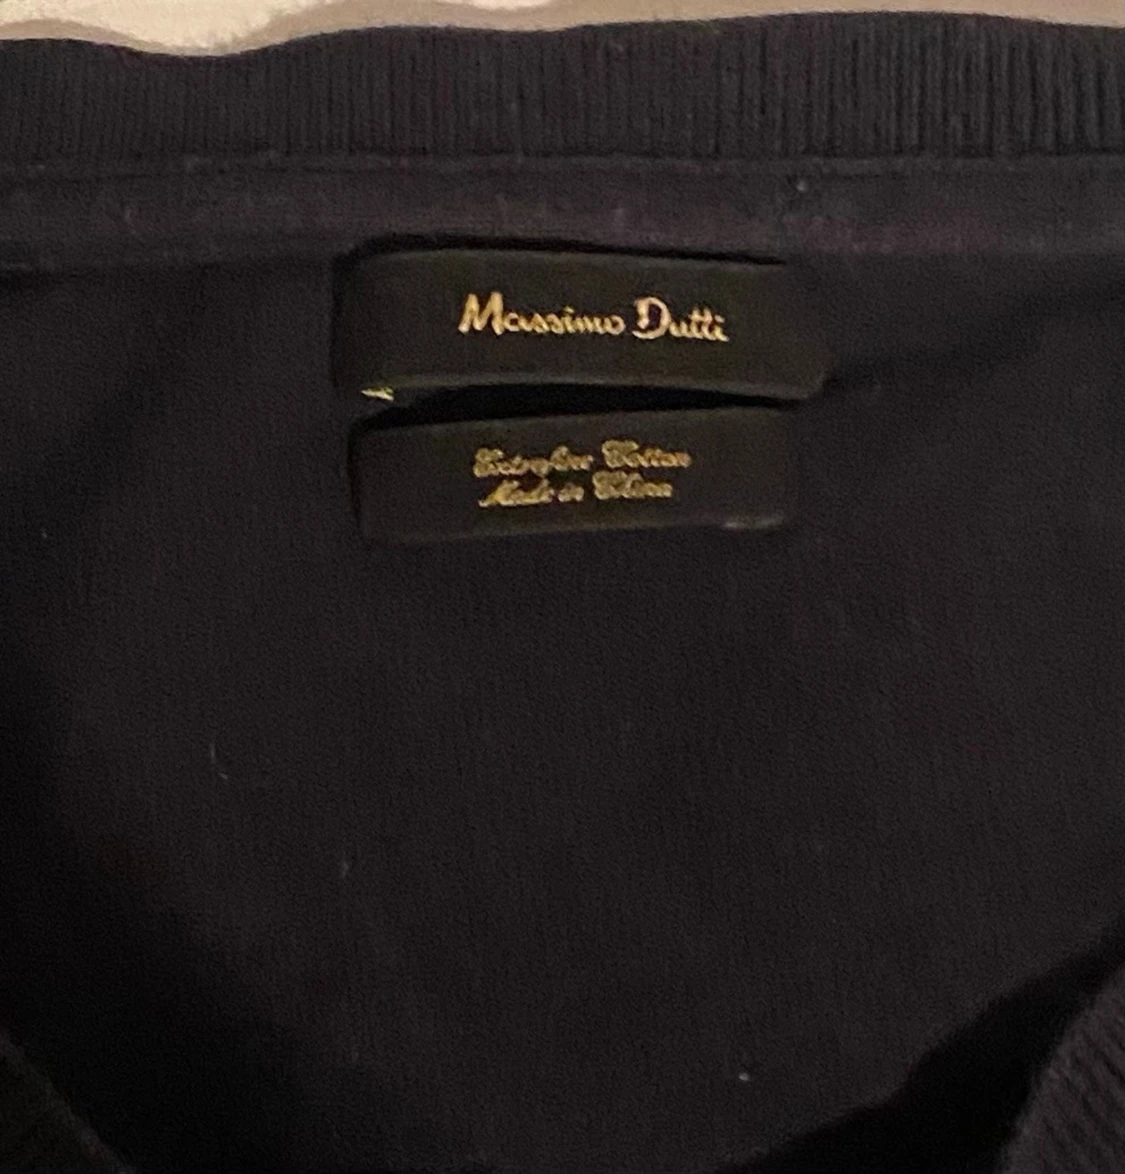 Massimo Dutti
Extrafine Cotton
Made in China